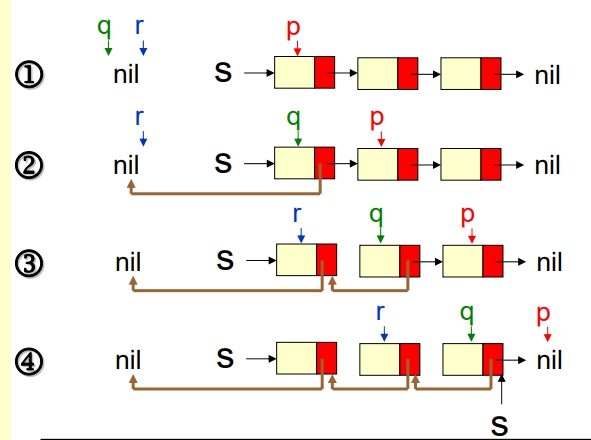 q r p
① nil S nil
r q p
② nil S nil
r q p
③ nil S nil
r q p
④ nil S nil
S